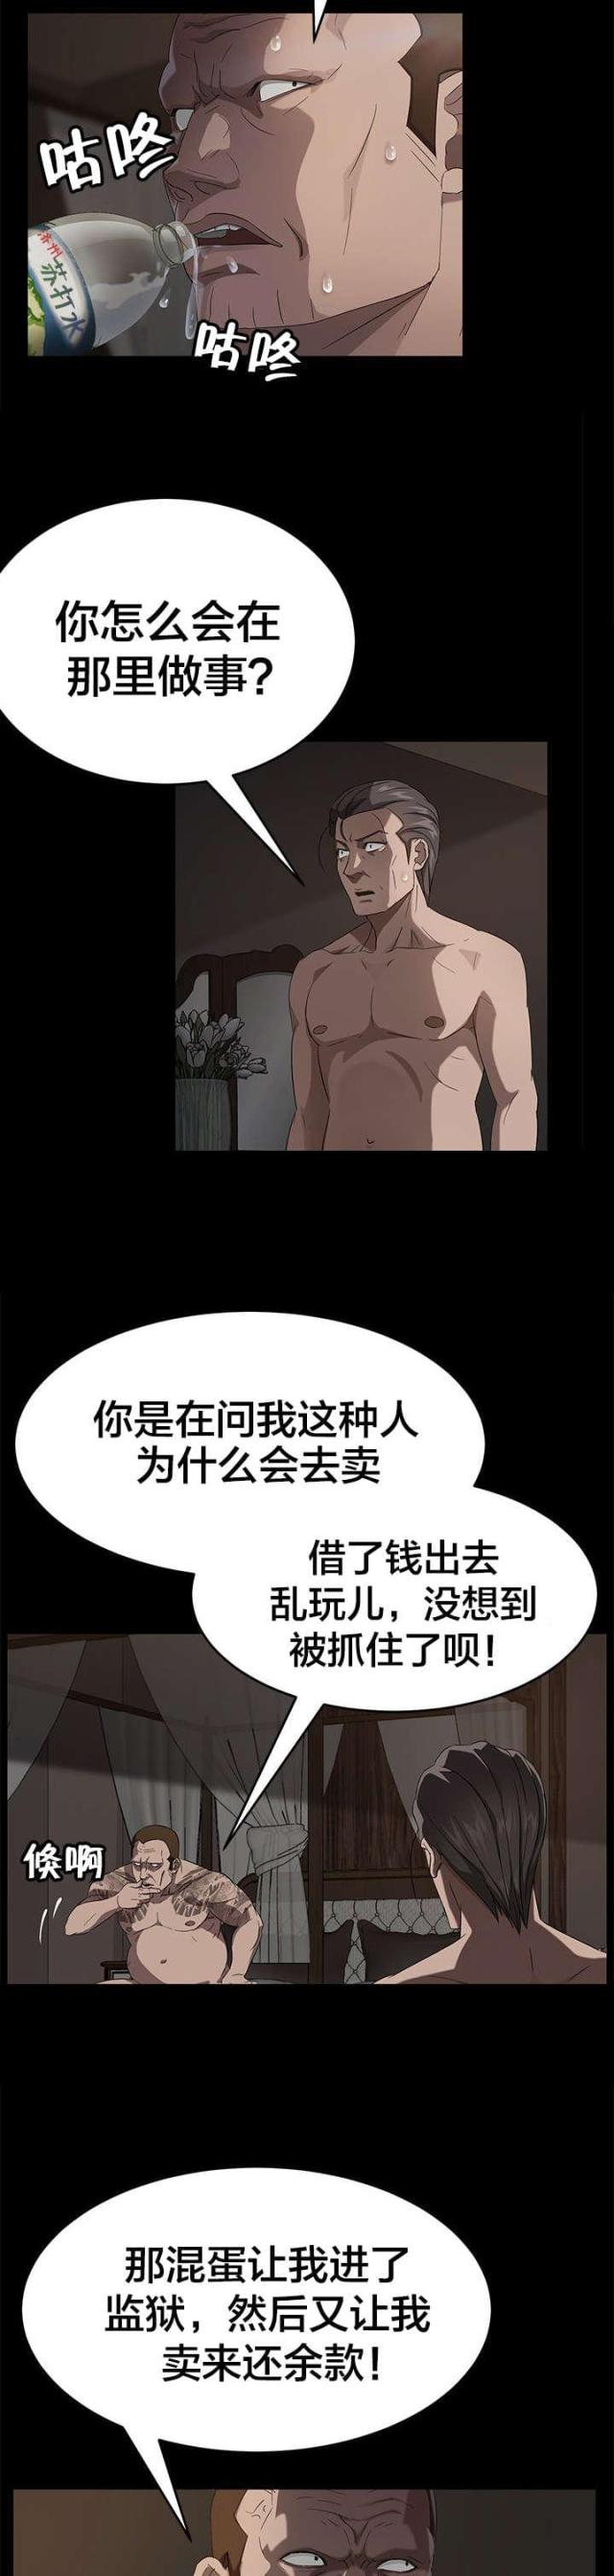 咕咚
济州
苏打水
咕咚
你怎么会在
那里做事？
你是在问我这种人
为什么会去卖
借了钱出去
乱玩儿，没想到
被抓住了呗！
倏啊
那混蛋让我进了
监狱，然后又让我
卖来还余款！